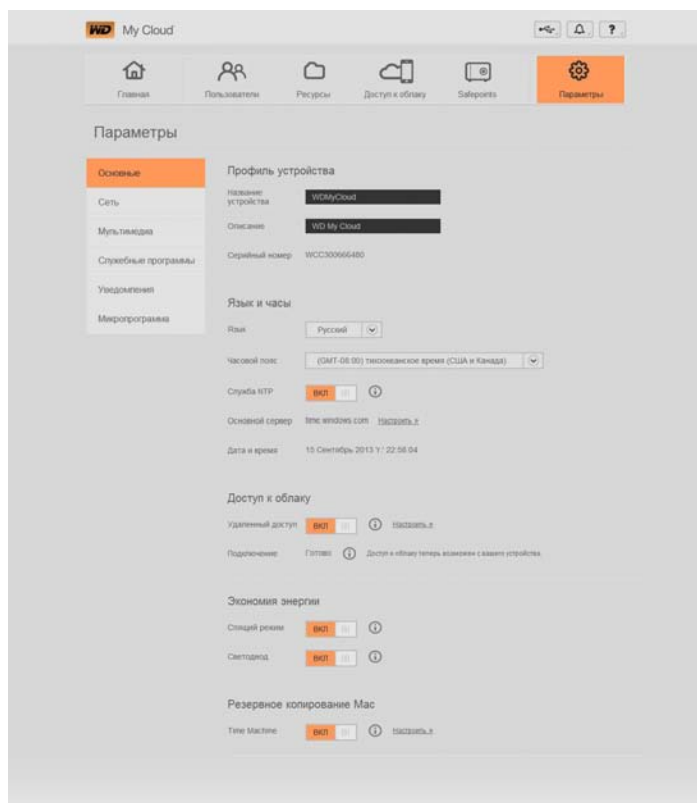 WD My Cloud
?
Главная
Пользователи
Ресурсы
Доступ к облаку
Safepoints
Параметры
Параметры
Основные
Сеть
Мультимедиа
Служебные программы
Уведомления
Микропрограмма
Профиль устройства
Название
устройства
WDMyCloud
Описание
WD My Cloud
Серийный номер WCC300666480
Язык и часы
Язык
Русский
Часовой пояс
(GMT-08:00) тихоокеанское время (США и Канада)
Служба NTP
ВКЛ
Основной сервер time.windows.com Настроить »
Дата и время 15 Сентябрь 2013 22:58:04
Доступ к облаку
Удаленный доступ ВКЛ Настроить »
Подключение Готово Доступ к облаку теперь возможен с вашего устройства
Экономия энергии
Спящий режим ВКЛ
Светодиод ВКЛ
Резервное копирование Mac
Time Machine ВКЛ Настроить »